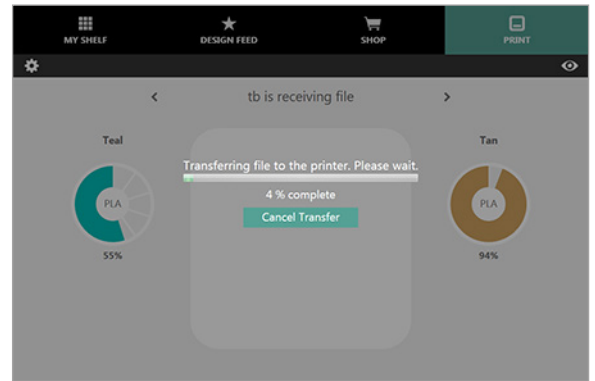 MY SHELF
DESIGN FEED
SHOP
PRINT
tb is receiving file
Teal
Tan
Transferring file to the printer. Please wait.
4 % complete
Cancel Transfer
PLA
PLA
55%
94%